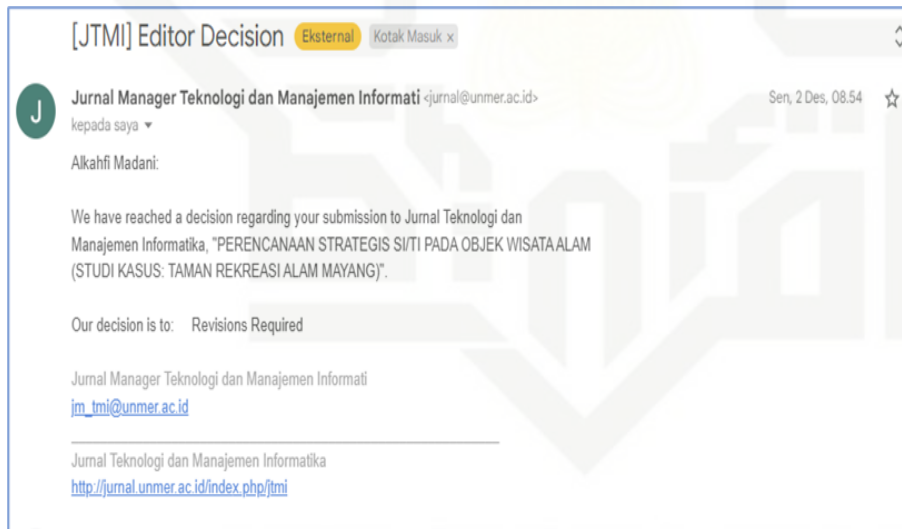 [JTMI] Editor Decision Eksternal Kotak Masuk ×
J
Jurnal Manager Teknologi dan Manajemen Informati <jurnal@unmer.ac.id> Sen, 2 Des, 08.54
kepada saya
Alkahfi Madani:
We have reached a decision regarding your submission to Jurnal Teknologi dan
Manajemen Informatika, "PERENCANAAN STRATEGIS SI/TI PADA OBJEK WISATA ALAM
(STUDI KASUS: TAMAN REKREASI ALAM MAYANG)".
Our decision is to: Revisions Required
Jurnal Manager Teknologi dan Manajemen Informati
jm_tmi@unmer.ac.id
Jurnal Teknologi dan Manajemen Informatika
http://jurnal.unmer.ac.id/index.php/jtmi